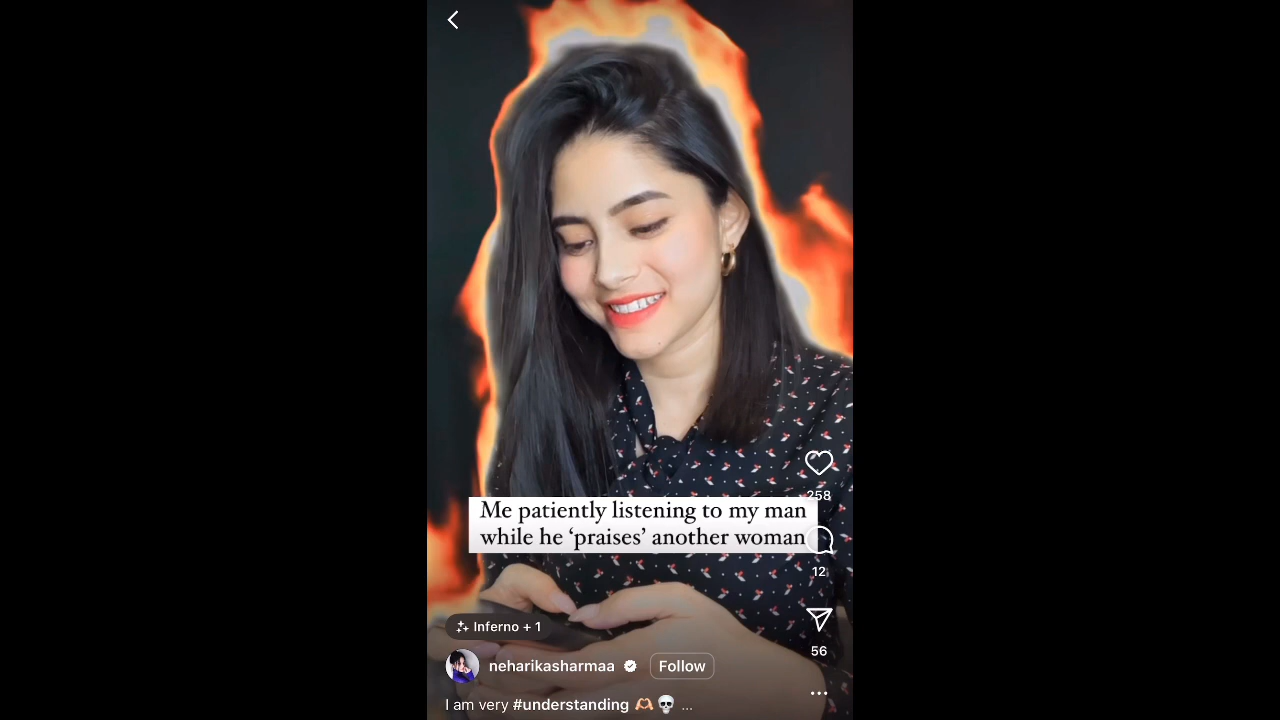 Me patiently listening to my man
while he ‘praises’ another woman
258
12
56
Inferno + 1
neharikasharmaa
Follow
I am very #understanding 🫶🏼💀 ...